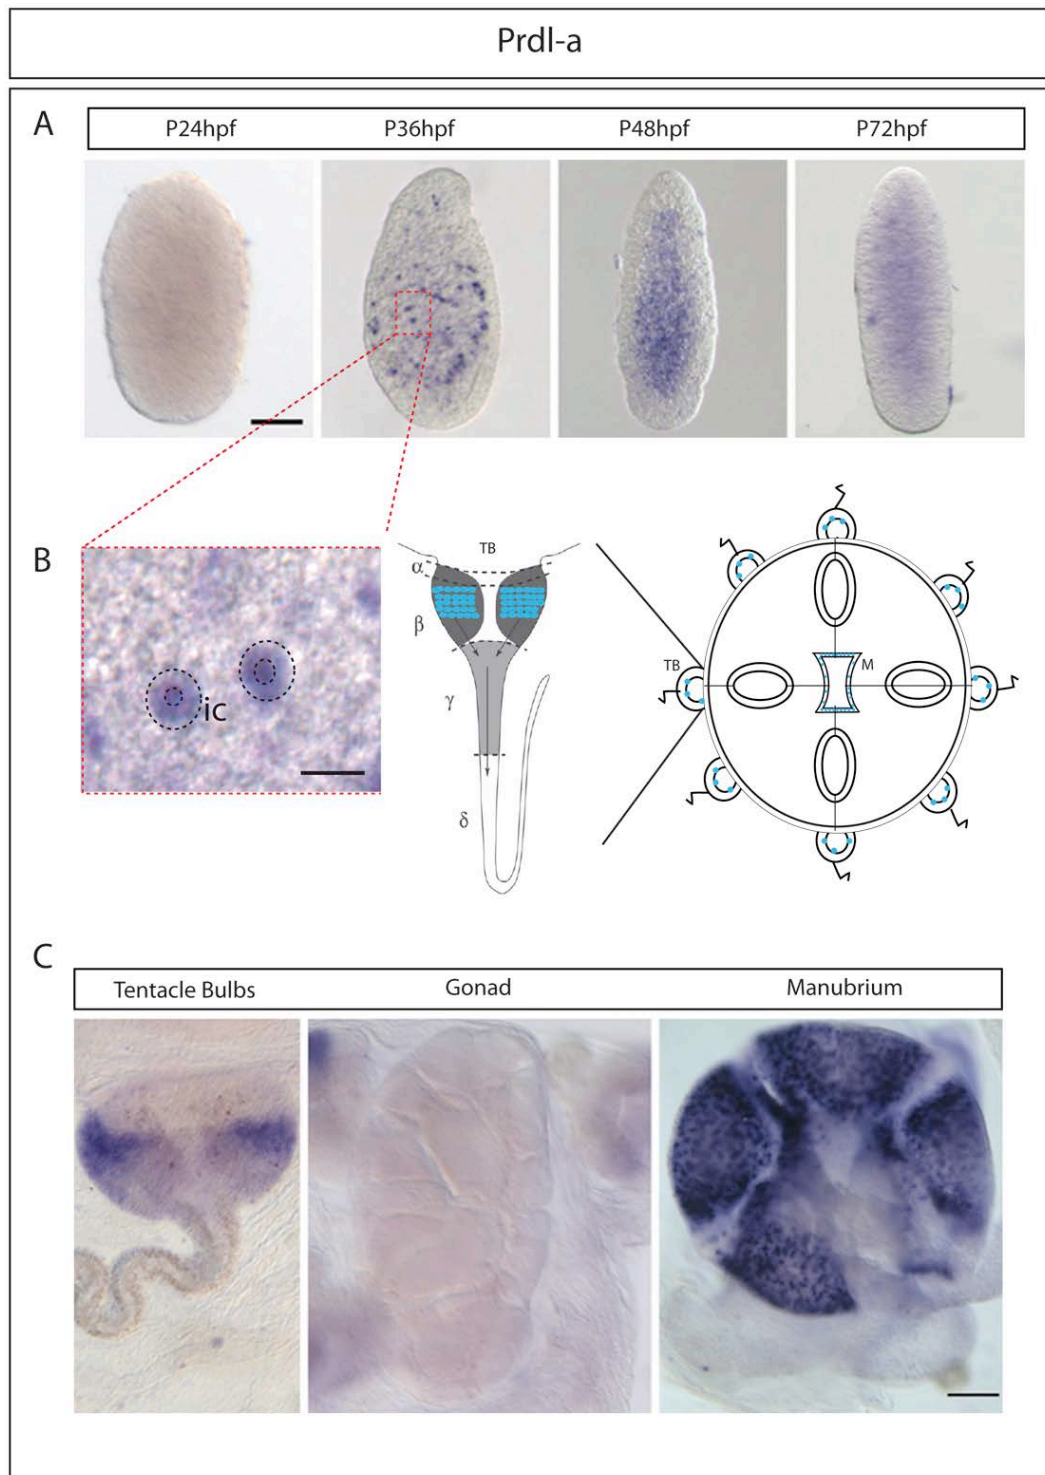 Prdl-a
A
P24hpf P36hpf P48hpf P72hpf
B
ic
TB
α
β
γ
δ
TB
M
C
Tentacle Bulbs Gonad Manubrium